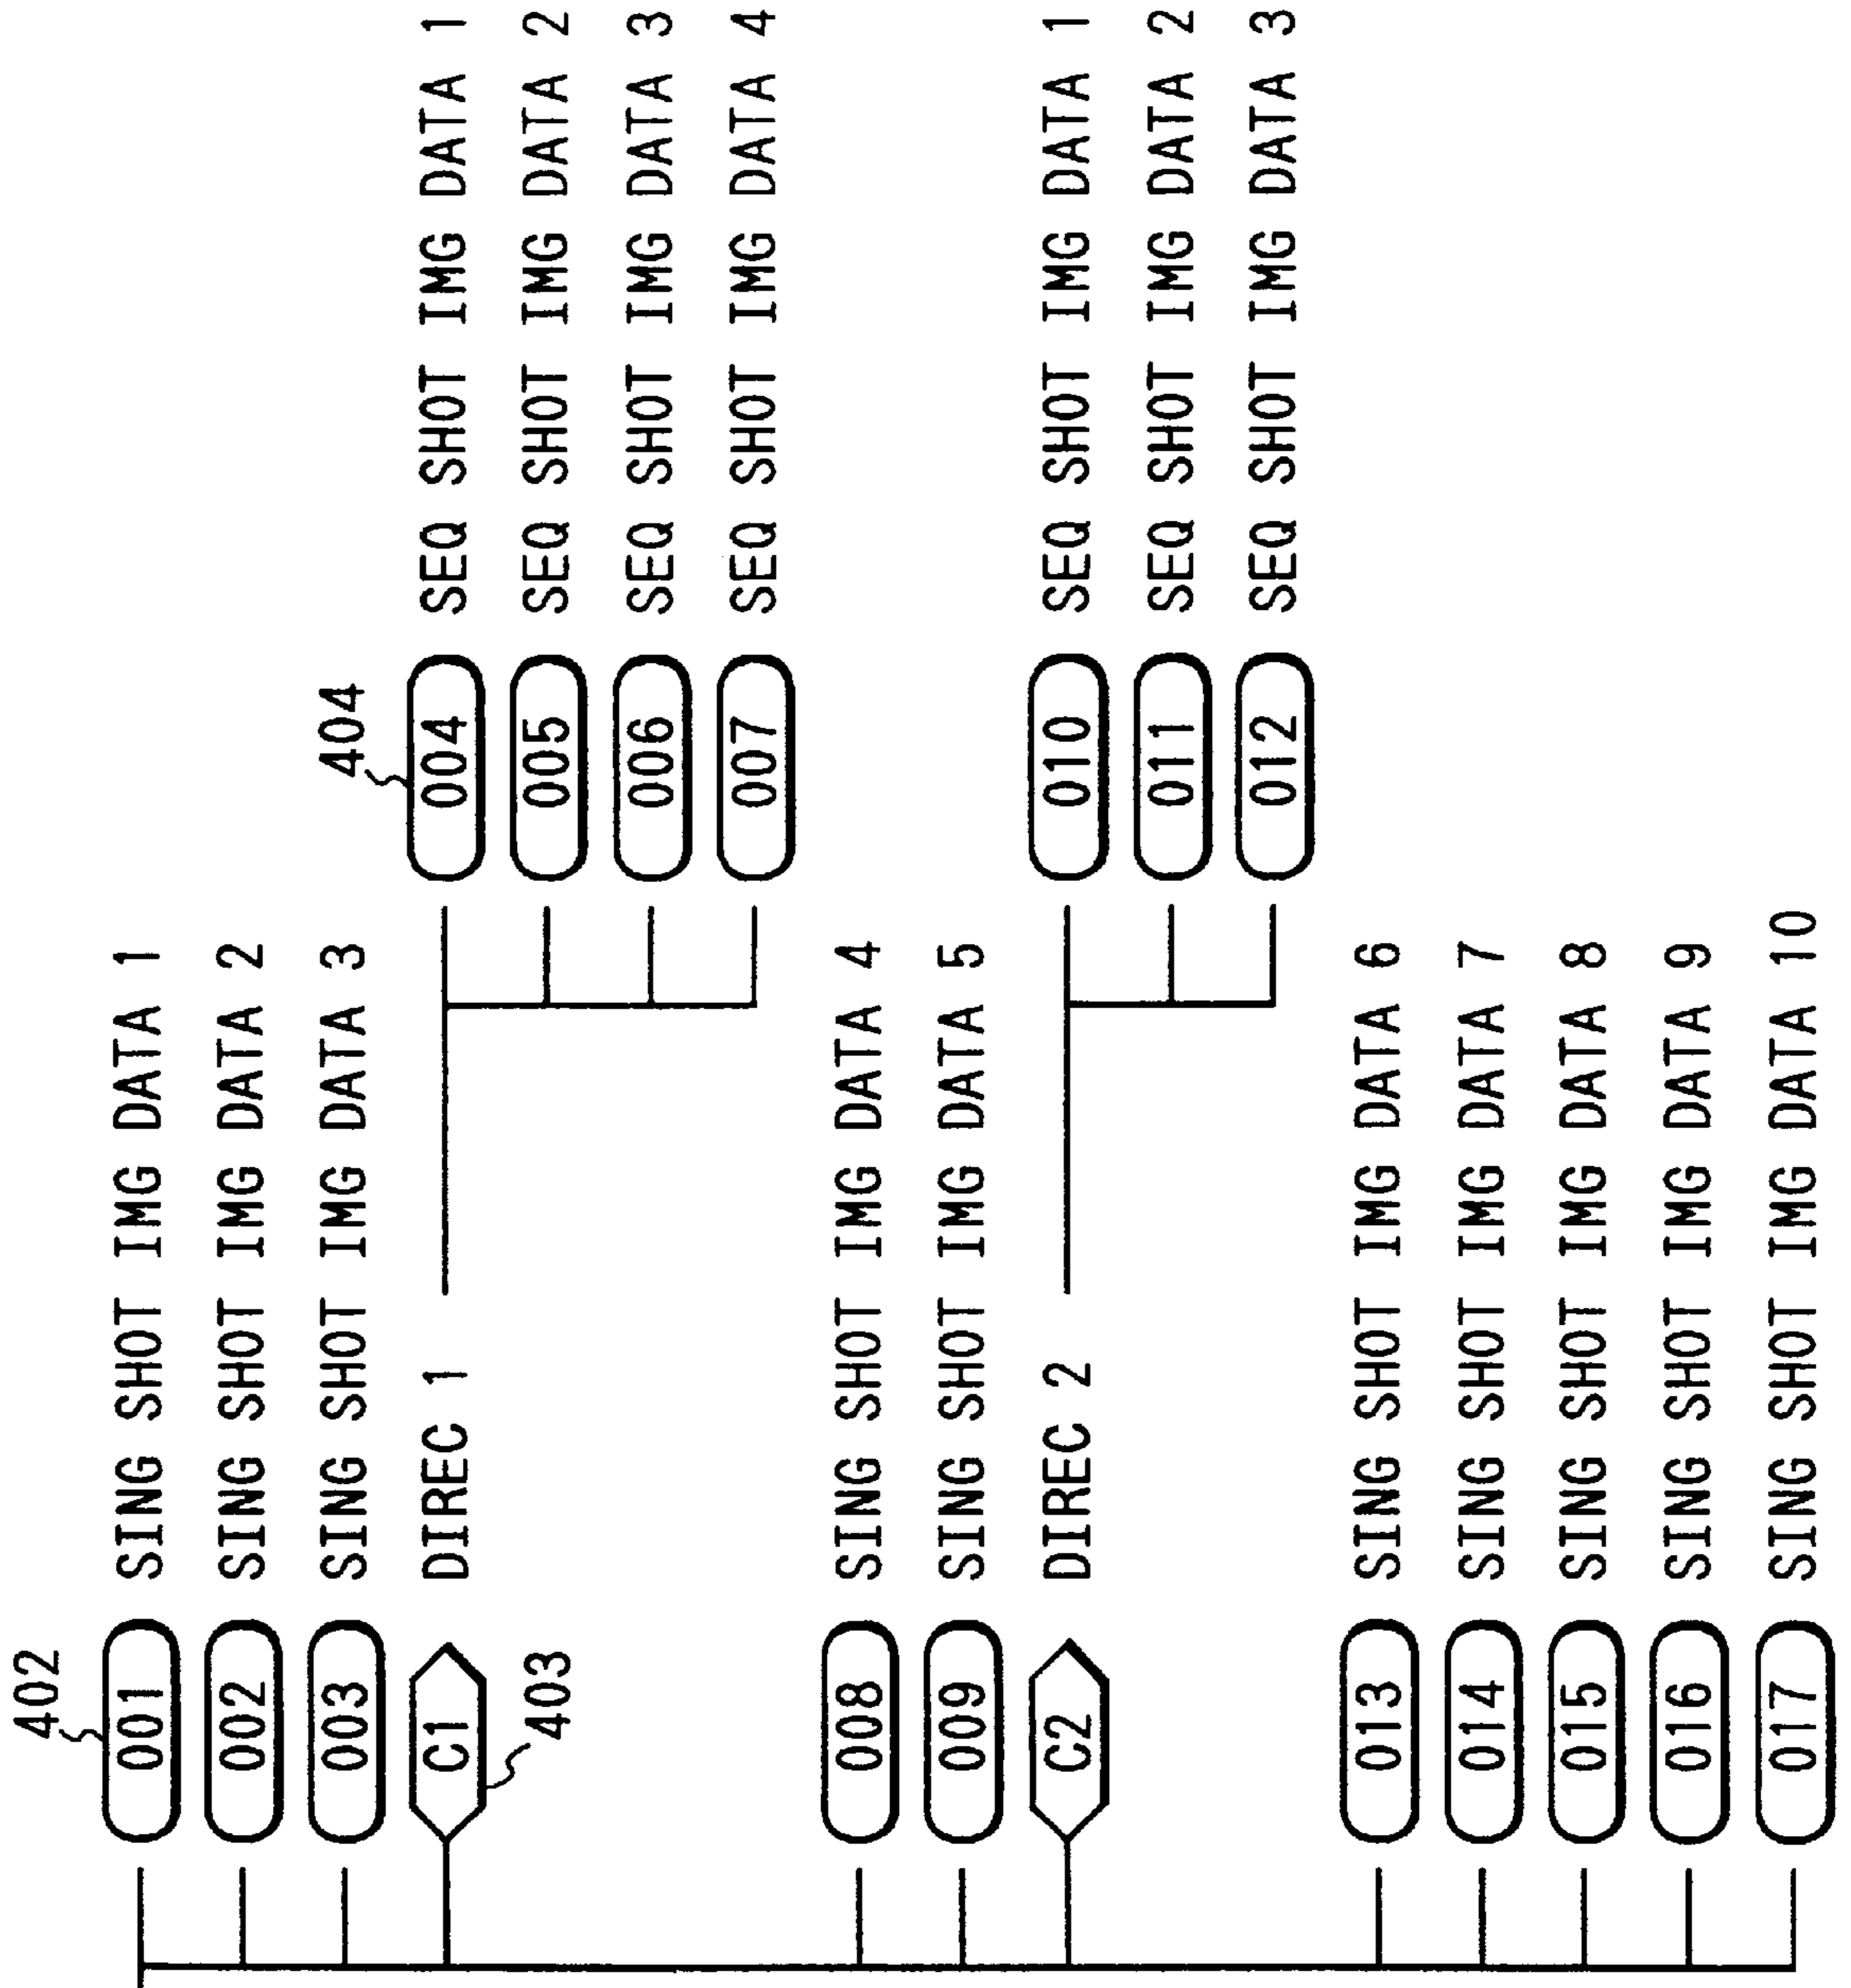 402
001 SING SHOT IMG DATA 1
002 SING SHOT IMG DATA 2
003 SING SHOT IMG DATA 3
C1 DIREC 1
403
404
004 SEQ SHOT IMG DATA 1
005 SEQ SHOT IMG DATA 2
006 SEQ SHOT IMG DATA 3
007 SEQ SHOT IMG DATA 4
008 SING SHOT IMG DATA 4
009 SING SHOT IMG DATA 5
C2 DIREC 2
010 SEQ SHOT IMG DATA 1
011 SEQ SHOT IMG DATA 2
012 SEQ SHOT IMG DATA 3
013 SING SHOT IMG DATA 6
014 SING SHOT IMG DATA 7
015 SING SHOT IMG DATA 8
016 SING SHOT IMG DATA 9
017 SING SHOT IMG DATA 10